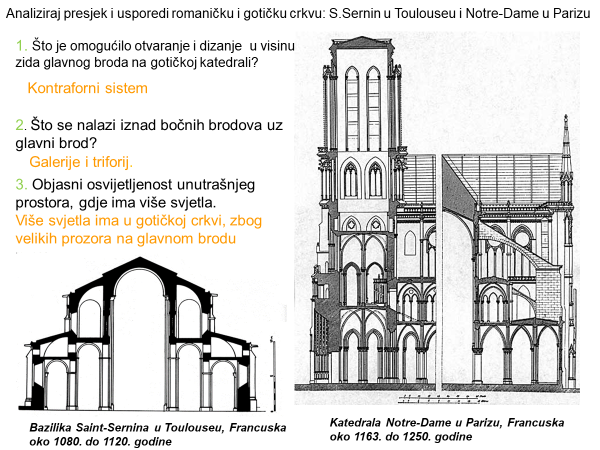 Analiziraj presjek i usporedi romaničku i gotičku crkvu: S.Sernin u Toulouseu i Notre-Dame u Parizu
1. Što je omogućilo otvaranje i dizanje u visinu
zida glavnog broda na gotičkoj katedrali?
Kontraforni sistem
2. Što se nalazi iznad bočnih brodova uz
glavni brod?
Galerije i triforij.
3. Objasni osvijetljenost unutrašnjeg
prostora, gdje ima više svjetla.
Više svjetla ima u gotičkoj crkvi, zbog
velikih prozora na glavnom brodu
Bazilika Saint-Sernina u Toulouseu, Francuska
oko 1080. do 1120. godine
Katedrala Notre-Dame u Parizu, Francuska
oko 1163. do 1250. godine